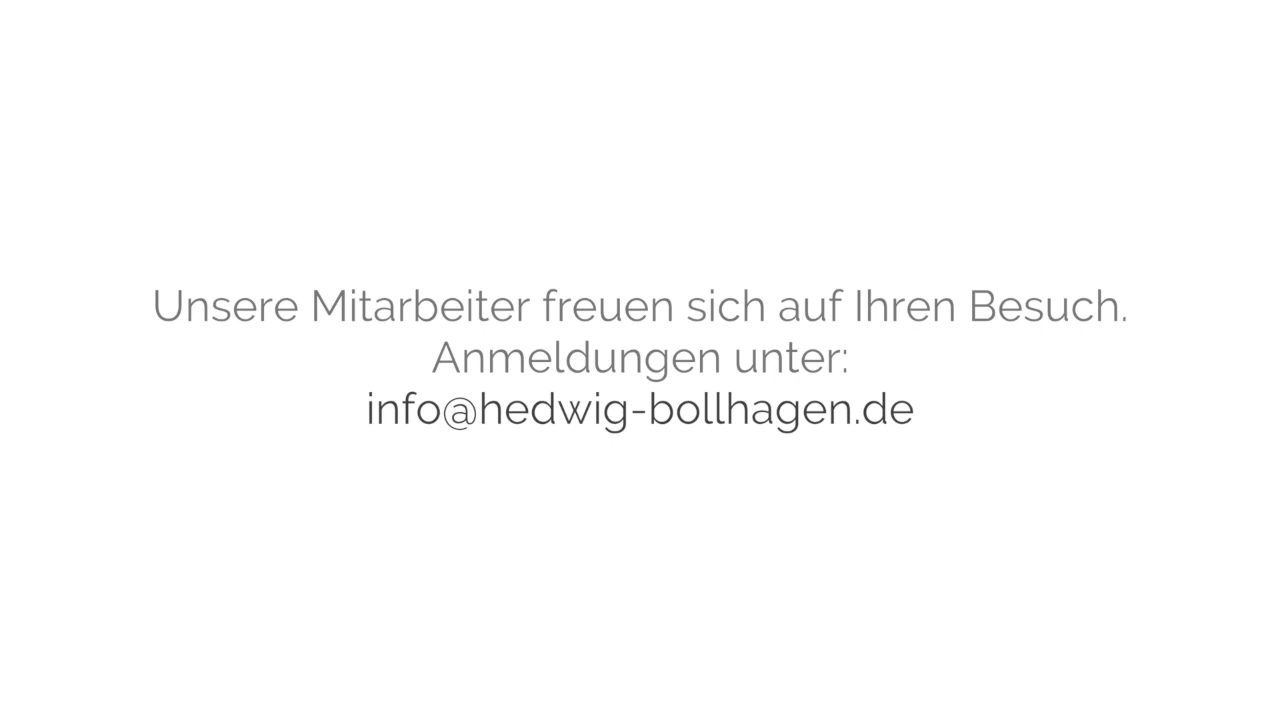 Unsere Mitarbeiter freuen sich auf Ihren Besuch.
Anmeldungen unter:
info@hedwig-bollhagen.de